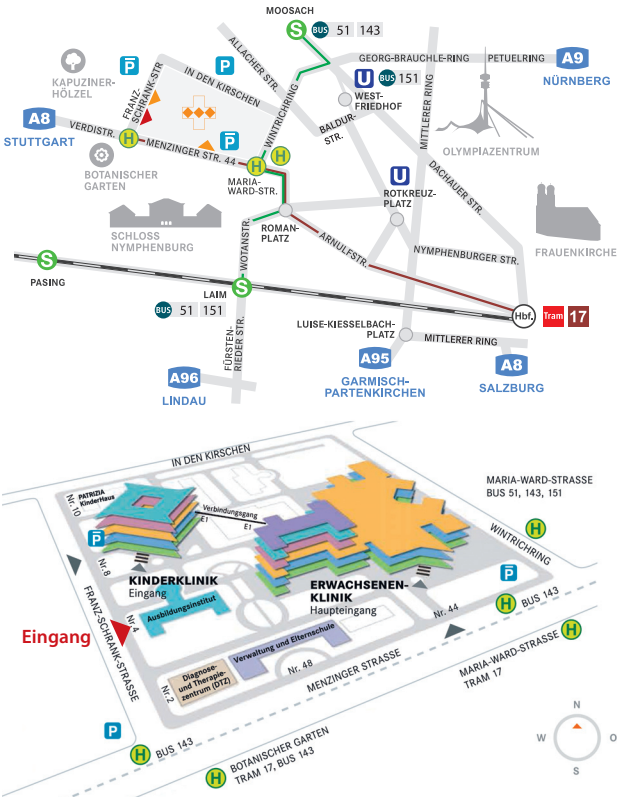 MOOSACH
S BUS 51 143
ALLACHER STR.
GEORG-BRAUCHLE-RING PETUELRING A9
NÜRNBERG
KAPUZINER-
HÖLZEL
P
P
IN DEN KIRSCHEN
FRANZ-
SCHRANK-STR
WINTRICHRING
U BUS 151
WEST-
FRIEDHOF
BALDUR-
STR.
MITTLERER RING
A8
STUTTGART
VERDISTR.
H
MENZINGER STR. 44
P
H H
MARIA-
WARD-STR.
BOTANISCHER
GARTEN
OLYMPIAZENTRUM
DACHAUER STR.
U
ROTKREUZ-
PLATZ
SCHLOSS
NYMPHENBURG
ROMAN-
PLATZ
WOTANSTR.
ARNULFSTR.
NYMPHENBURGER STR.
FRAUENKIRCHE
S
PASING
LAIM
S
BUS 51 151
Hbf. Tram 17
FÜRSTEN-
RIEDER STR.
LUISE-KIESSELBACH-
PLATZ
MITTLERER RING
A95
GARMISCH-
PARTENKIRCHEN
A8
SALZBURG
A96
LINDAU
IN DEN KIRSCHEN
MARIA-WARD-STRASSE
BUS 51, 143, 151
H
WINTRICHRING
Nr. 10
PATRIZIA
KinderHaus
Verbindungsgang
E1
E1
P
Nr. 8
KINDERKLINIK
Eingang
ERWACHSENEN-
KLINIK
Haupteingang
P
H BUS 143
Nr. 44
FRANZ-SCHRANK-STRASSE
Eingang
Nr. 4
Ausbildungsinstitut
Verwaltung und Elternschule
Nr. 48
Diagnose-
und Therapie-
zentrum (DTZ)
Nr. 2
MENZINGER STRASSE
MARIA-WARD-STRASSE H
TRAM 17
P
H BUS 143
H BOTANISCHER GARTEN
TRAM 17, BUS 143
N
W O
S